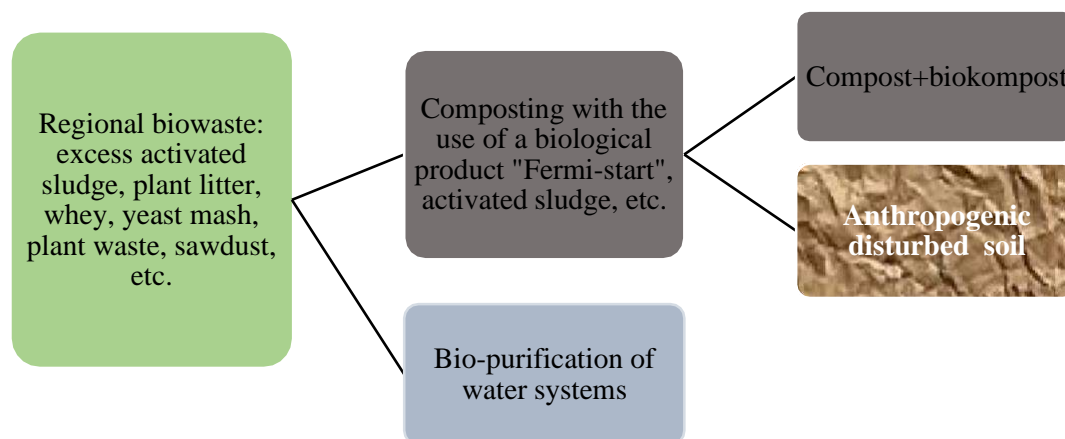 Regional biowaste:
excess activated
sludge, plant litter,
whey, yeast mash,
plant waste, sawdust,
etc.
Composting with the
use of a biological
product "Fermi-start",
activated sludge, etc.
Bio-purification of
water systems
Compost+biokompost
Anthropogenic
disturbed soil